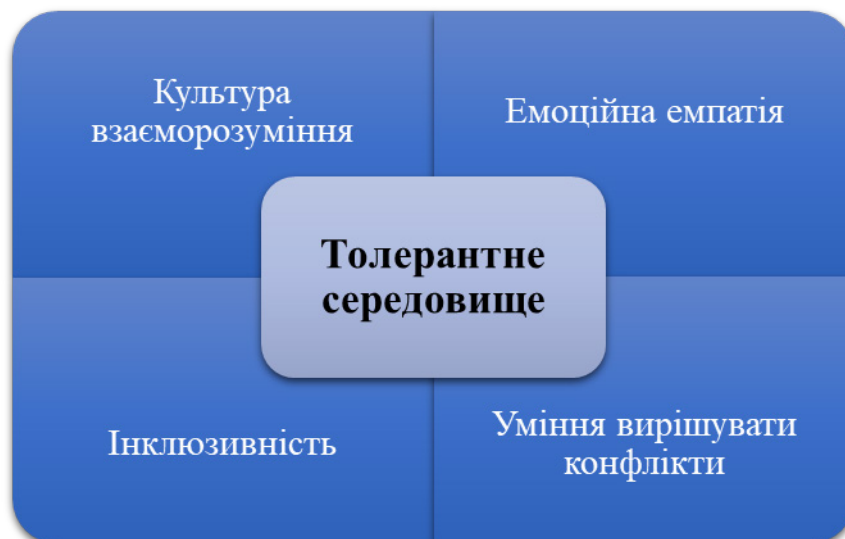 Культура
взаєморозуміння
Емоційна емпатія
Толерантне
середовище
Інклюзивність
Уміння вирішувати
конфлікти